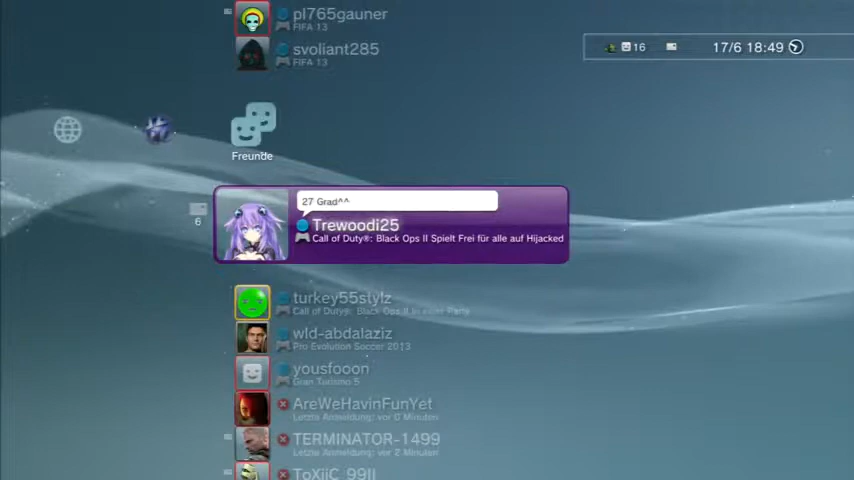 pl765gauner
FIFA 13
svoliant285
FIFA 13
16
17/6 18:49
Freunde
27 Grad^^
6
Trewoodi25
Call of Duty®: Black Ops II Spielt Frei für alle auf Hijacked
turkey55stylz
Call of Duty®: Black Ops II In einer Party
wld-abdalaziz
Pro Evolution Soccer 2013
yousfooon
Gran Turismo 5
AreWeHavinFunYet
Letzte Anmeldung: vor 0 Minuten
TERMINATOR-1499
Letzte Anmeldung: vor 2 Minuten
ToXiiC_99II